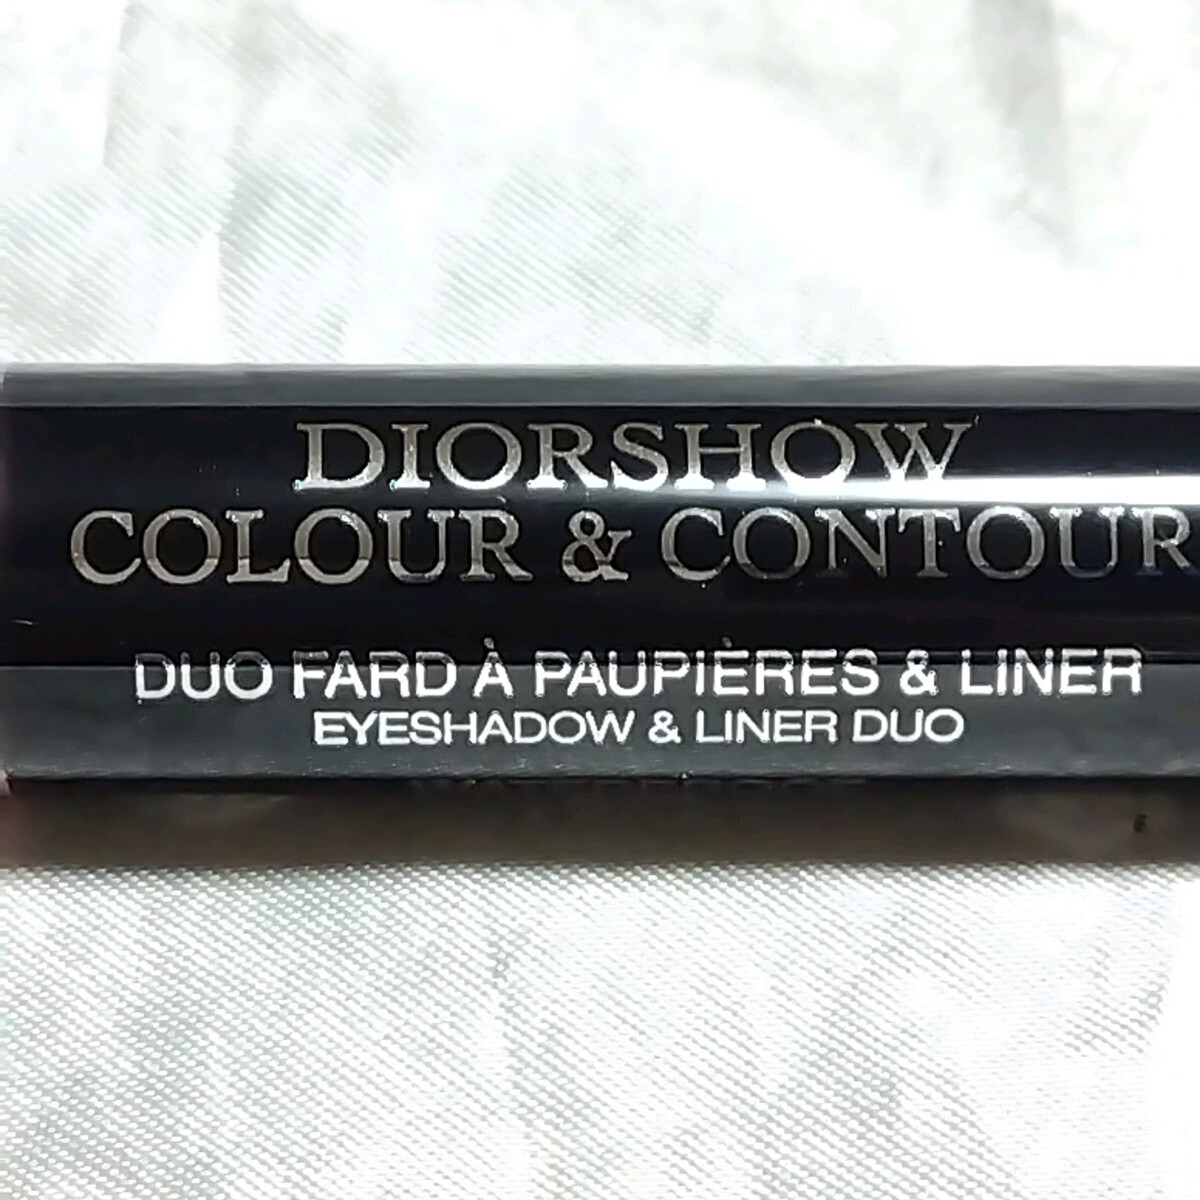 DIORSHOW
COLOUR & CONTOUR
DUO FARD À PAUPIÈRES & LINER
EYESHADOW & LINER DUO